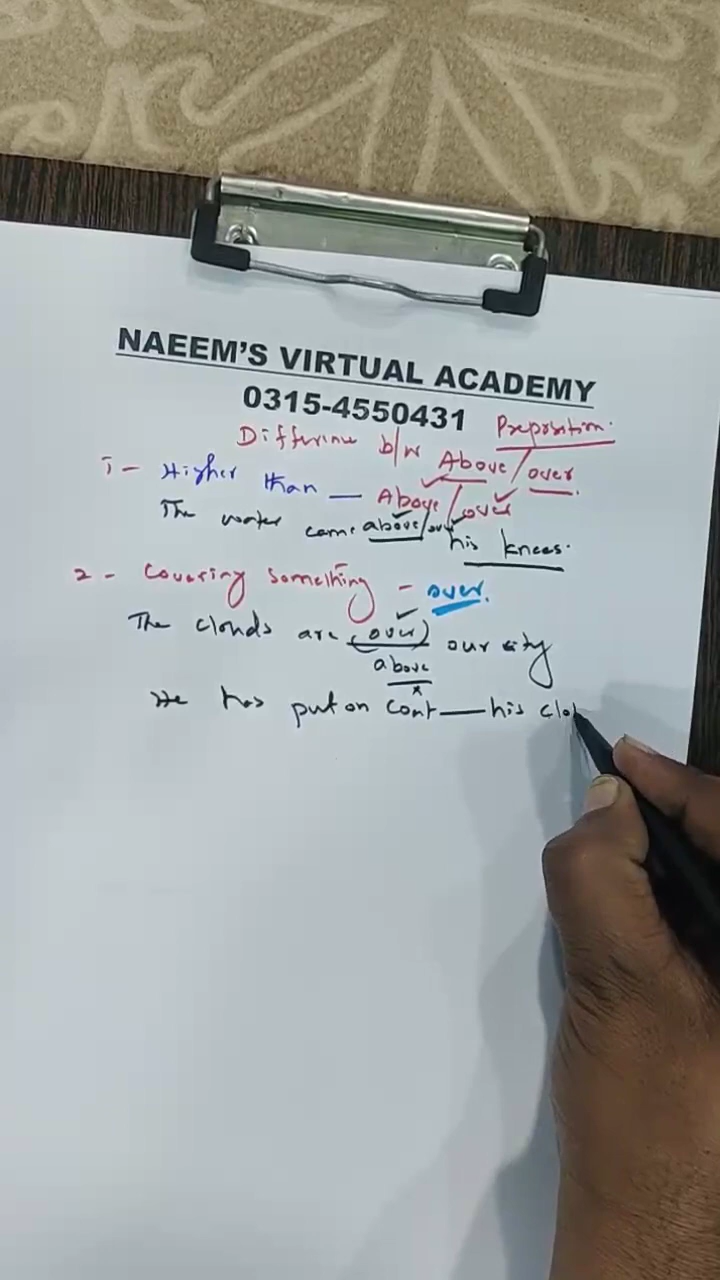 NAEEM'S VIRTUAL ACADEMY
0315-4550431
Difference b/w Above/over Preposition.
1- Higher than — Above/over
The water came above/over his knees.
2- Covering something - over.
The clouds are (over) our city
above
x
He has put on coat — his clo